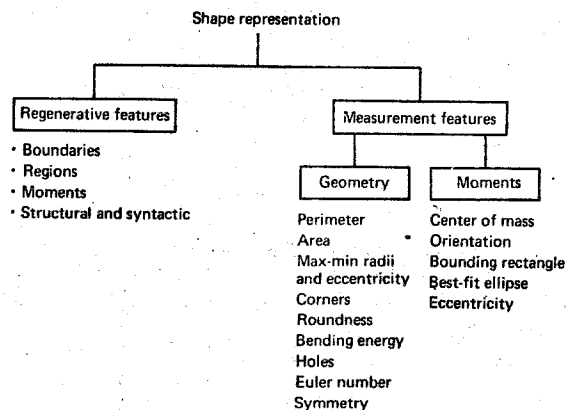 Shape representation
Regenerative features
• Boundaries
• Regions
• Moments
• Structural and syntactic
Measurement features
Geometry
Perimeter
Area
Max-min radii
and eccentricity
Corners
Roundness
Bending energy
Holes
Euler number
Symmetry
Moments
Center of mass
Orientation
Bounding rectangle
Best-fit ellipse
Eccentricity